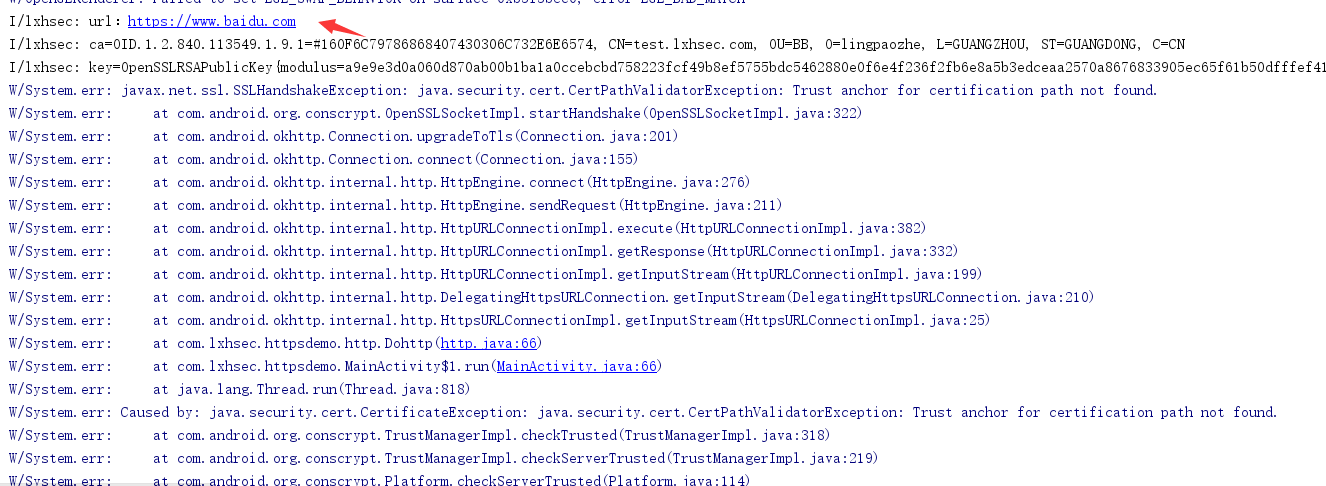 W/OpenGLRenderer: Failed to set EGL_SWAP_BEHAVIOR on surface
error EGL_BAD_MATCH
I/lxhsec: url：https://www.baidu.com
I/lxhsec: ca=OID.1.2.840.113549.1.9.1=#160F6C79786868407430306C732E6E6574, CN=test.lxhsec.com, OU=BB, O=lingpaozhe, L=GUANGZHOU, ST=GUANGDONG, C=CN
I/lxhsec: key=OpenSSLRSAPublicKey{modulus=a9e9e3d0a060d870ab00b1ba1a0ccebcbd758223fcf49b8ef5755bdc5462880e0f6e4f236f2fb6e8a5b3edceaa2570a8676833905ec65f61b50dfffef41
W/System.err: javax.net.ssl.SSLHandshakeException: java.security.cert.CertPathValidatorException: Trust anchor for certification path not found.
W/System.err:     at com.android.org.conscrypt.OpenSSLSocketImpl.startHandshake(OpenSSLSocketImpl.java:322)
W/System.err:     at com.android.okhttp.Connection.upgradeToTls(Connection.java:201)
W/System.err:     at com.android.okhttp.Connection.connect(Connection.java:155)
W/System.err:     at com.android.okhttp.internal.http.HttpEngine.connect(HttpEngine.java:276)
W/System.err:     at com.android.okhttp.internal.http.HttpEngine.sendRequest(HttpEngine.java:211)
W/System.err:     at com.android.okhttp.internal.http.HttpURLConnectionImpl.execute(HttpURLConnectionImpl.java:382)
W/System.err:     at com.android.okhttp.internal.http.HttpURLConnectionImpl.getResponse(HttpURLConnectionImpl.java:332)
W/System.err:     at com.android.okhttp.internal.http.HttpURLConnectionImpl.getInputStream(HttpURLConnectionImpl.java:199)
W/System.err:     at com.android.okhttp.internal.http.DelegatingHttpsURLConnection.getInputStream(DelegatingHttpsURLConnection.java:210)
W/System.err:     at com.android.okhttp.internal.http.HttpsURLConnectionImpl.getInputStream(HttpsURLConnectionImpl.java:25)
W/System.err:     at com.lxhsec.httpsdemo.http.Dohttp(http.java:66)
W/System.err:     at com.lxhsec.httpsdemo.MainActivity$1.run(MainActivity.java:66)
W/System.err:     at java.lang.Thread.run(Thread.java:818)
W/System.err: Caused by: java.security.cert.CertificateException: java.security.cert.CertPathValidatorException: Trust anchor for certification path not found.
W/System.err:     at com.android.org.conscrypt.TrustManagerImpl.checkTrusted(TrustManagerImpl.java:318)
W/System.err:     at com.android.org.conscrypt.TrustManagerImpl.checkServerTrusted(TrustManagerImpl.java:219)
W/System.err:     at com.android.org.conscrypt.Platform.checkServerTrusted(Platform.java:114)